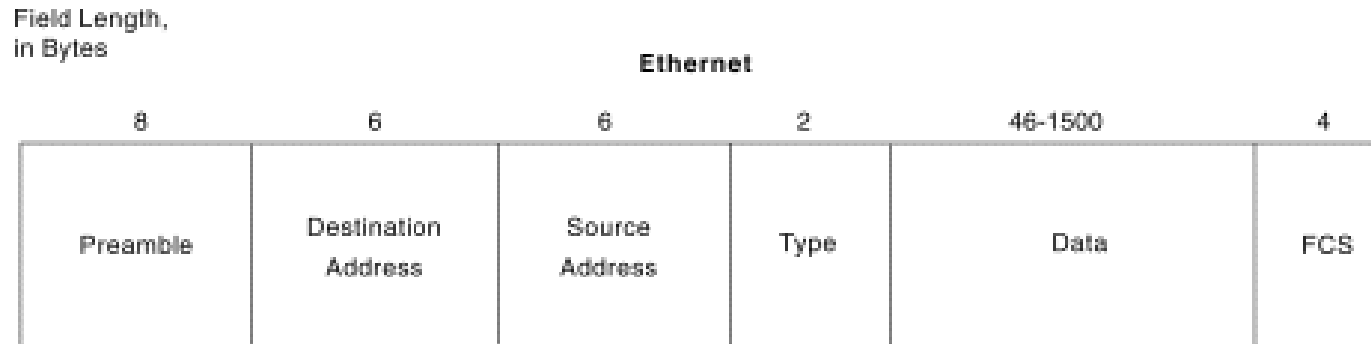 Field Length,
in Bytes
Ethernet
8 6 6 2 46-1500 4
Preamble
Destination
Address
Source
Address
Type
Data
FCS